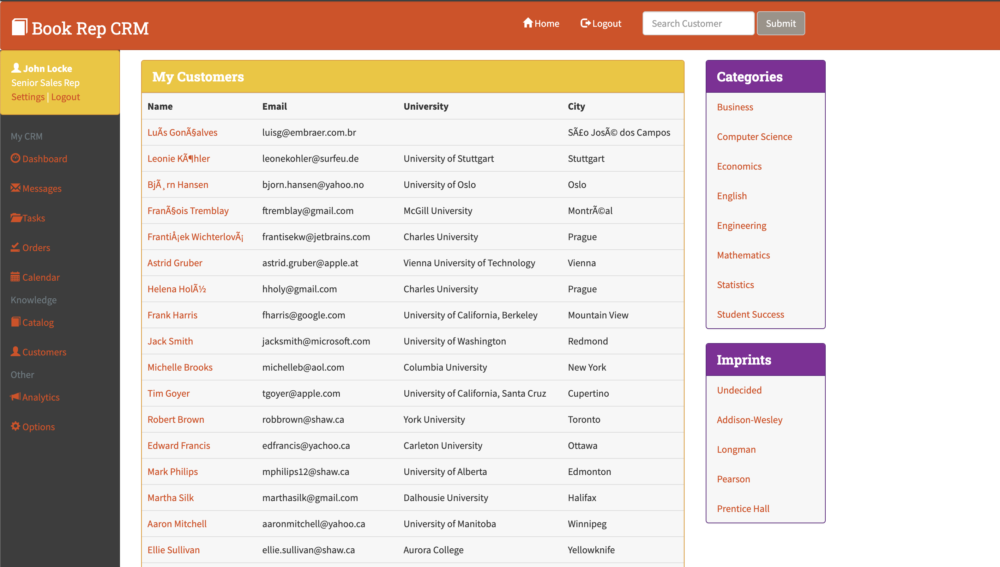 Book Rep CRM
Home Logout Search Customer Submit
John Locke
Senior Sales Rep
Settings | Logout
My CRM
Dashboard
Messages
Tasks
Orders
Calendar
Knowledge
Catalog
Customers
Other
Analytics
Options
My Customers
Name Email University City
LuÃ­s GonÃ§alves luisg@embraer.com.br SÃ£o JosÃ© dos Campos
Leonie KÃ¶hler leonekohler@surfeu.de University of Stuttgart Stuttgart
BjÃ¸rn Hansen bjorn.hansen@yahoo.no University of Oslo Oslo
FranÃ§ois Tremblay ftremblay@gmail.com McGill University MontrÃ©al
FrantiÅ¡ek WichterlovÃ¡ frantisekw@jetbrains.com Charles University Prague
Astrid Gruber astrid.gruber@apple.at Vienna University of Technology Vienna
Helena HolÃ½ hholy@gmail.com Charles University Prague
Frank Harris fharris@google.com University of California, Berkeley Mountain View
Jack Smith jacksmith@microsoft.com University of Washington Redmond
Michelle Brooks michelleb@aol.com Columbia University New York
Tim Goyer tgoyer@apple.com University of California, Santa Cruz Cupertino
Robert Brown robbrown@shaw.ca York University Toronto
Edward Francis edfrancis@yachoo.ca Carleton University Ottawa
Mark Philips mphilips12@shaw.ca University of Alberta Edmonton
Martha Silk marthasilk@gmail.com Dalhousie University Halifax
Aaron Mitchell aaronmitchell@yahoo.ca University of Manitoba Winnipeg
Ellie Sullivan ellie.sullivan@shaw.ca Aurora College Yellowknife
Categories
Business
Computer Science
Economics
English
Engineering
Mathematics
Statistics
Student Success
Imprints
Undecided
Addison-Wesley
Longman
Pearson
Prentice Hall